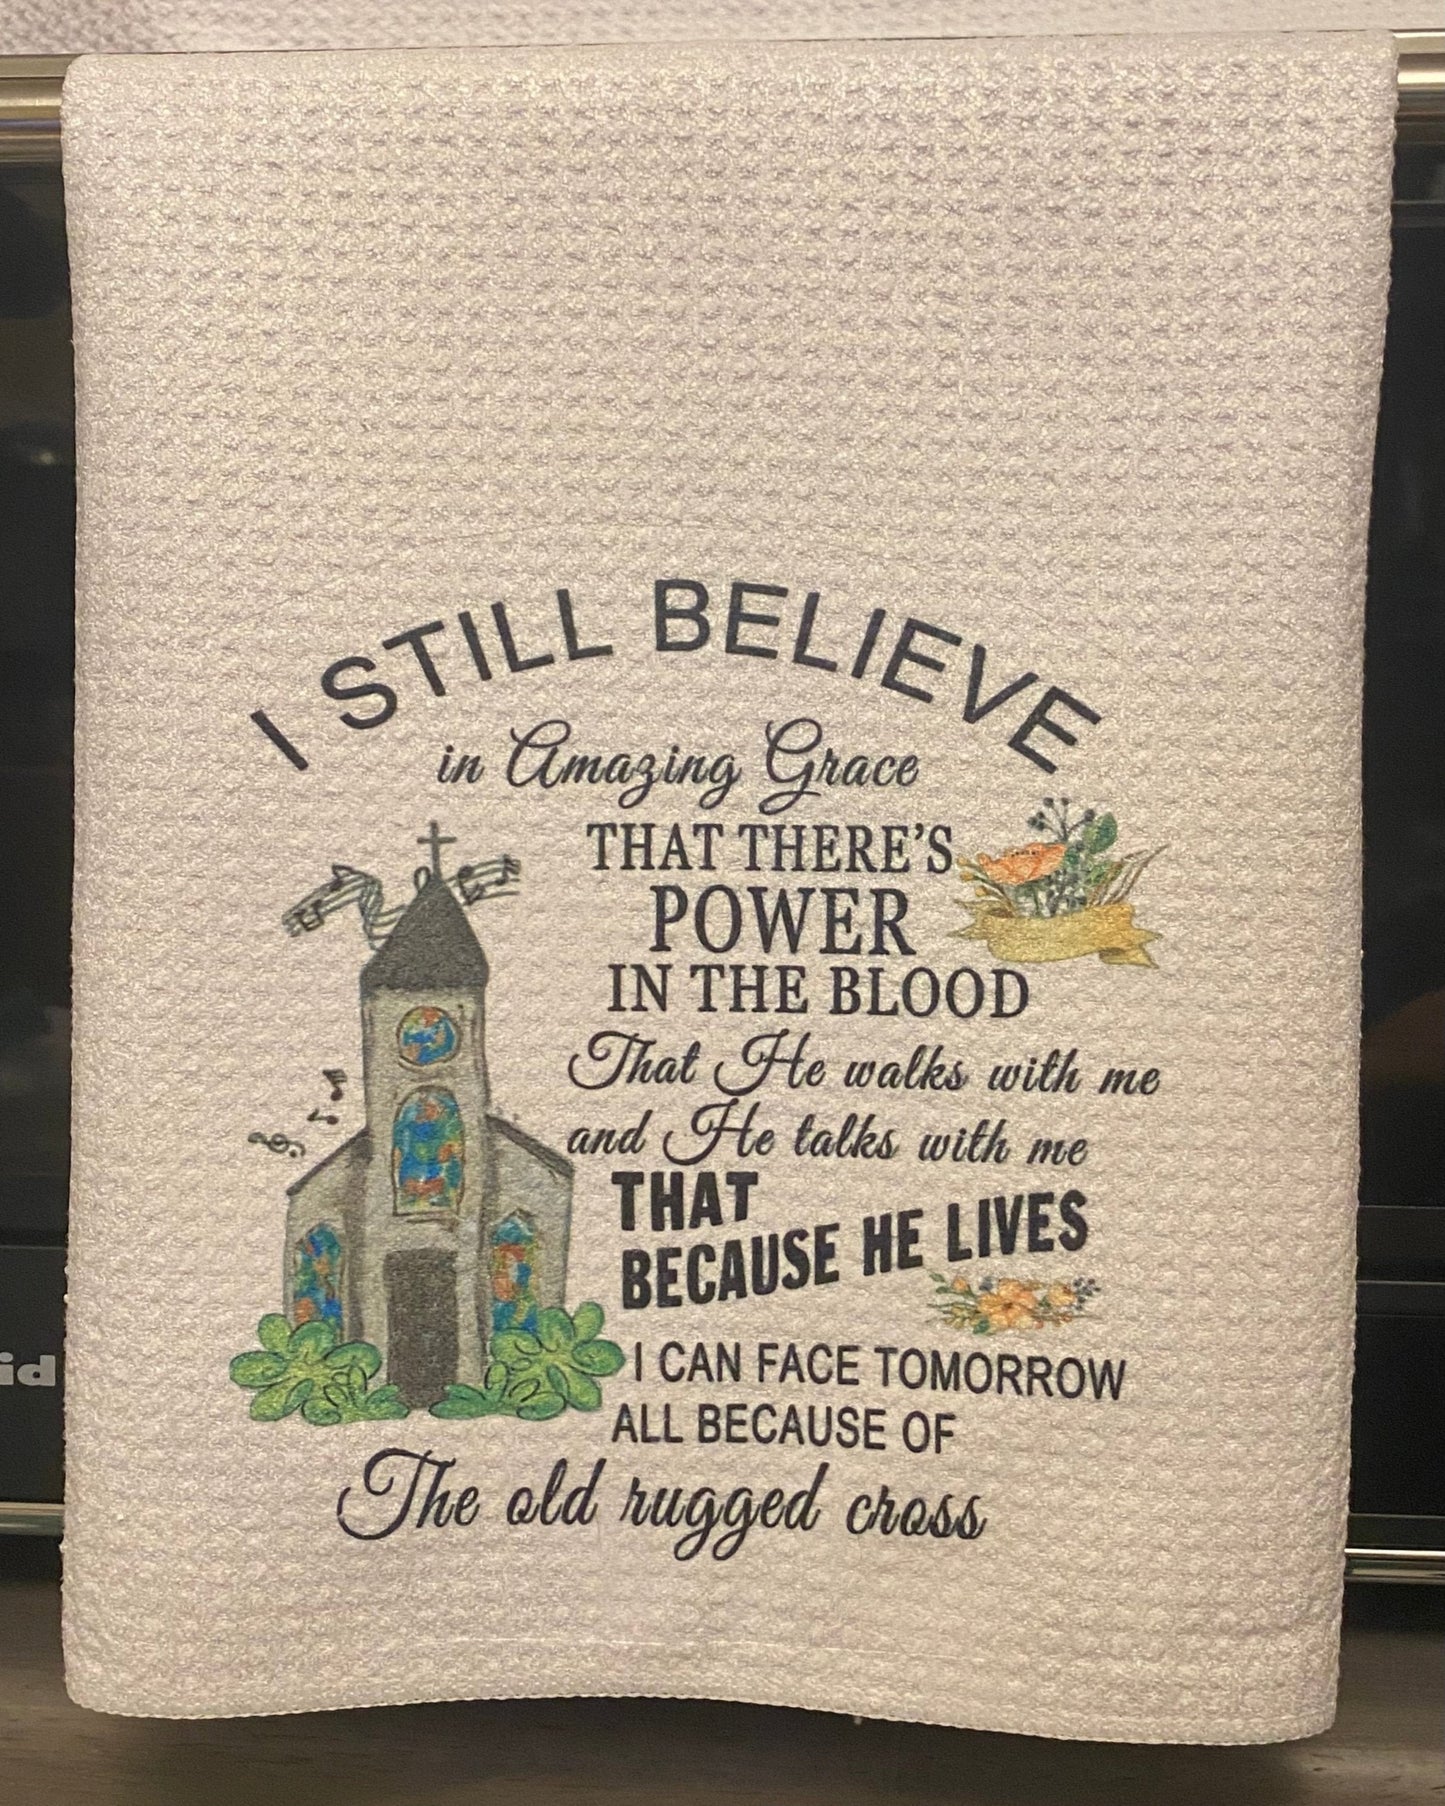 I STILL BELIEVE
in Amazing Grace
THAT THERE'S
POWER
IN THE BLOOD
That He walks with me
and He talks with me
THAT
BECAUSE HE LIVES
I CAN FACE TOMORROW
ALL BECAUSE OF
The old rugged cross
id